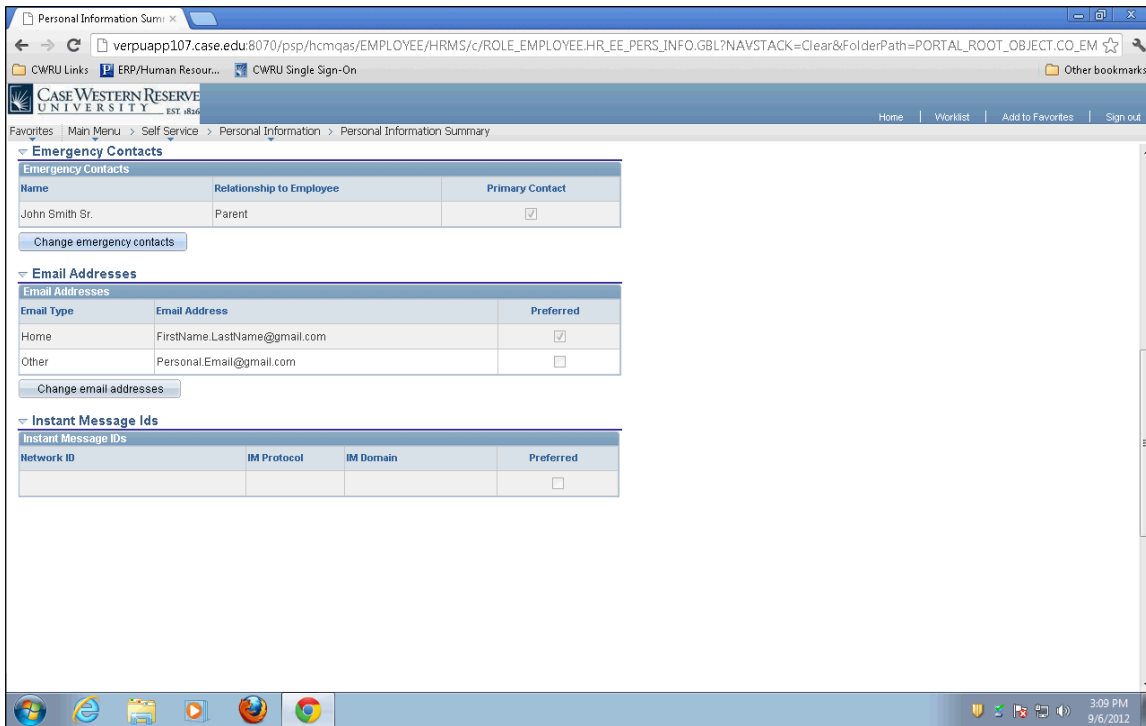 Personal Information Sum
verpuapp107.case.edu:8070/psp/hcmqas/EMPLOYEE/HRMS/c/ROLE_EMPLOYEE.HR_EE_PERS_INFO.GBL?NAVSTACK=Clear&FolderPath=PORTAL_ROOT_OBJECT.CO_EM
CWRU Links ERP/Human Resour... CWRU Single Sign-On Other bookmarks
CASE WESTERN RESERVE
UNIVERSITY EST. 1826
Home | Worklist | Add to Favorites | Sign out
Favorites | Main Menu > Self Service > Personal Information > Personal Information Summary
Emergency Contacts
Emergency Contacts
Name Relationship to Employee Primary Contact
John Smith Sr. Parent
Change emergency contacts
Email Addresses
Email Addresses
Email Type Email Address Preferred
Home FirstName.LastName@gmail.com
Other Personal.Email@gmail.com
Change email addresses
Instant Message Ids
Instant Message IDs
Network ID IM Protocol IM Domain Preferred
3:09 PM
9/6/2012